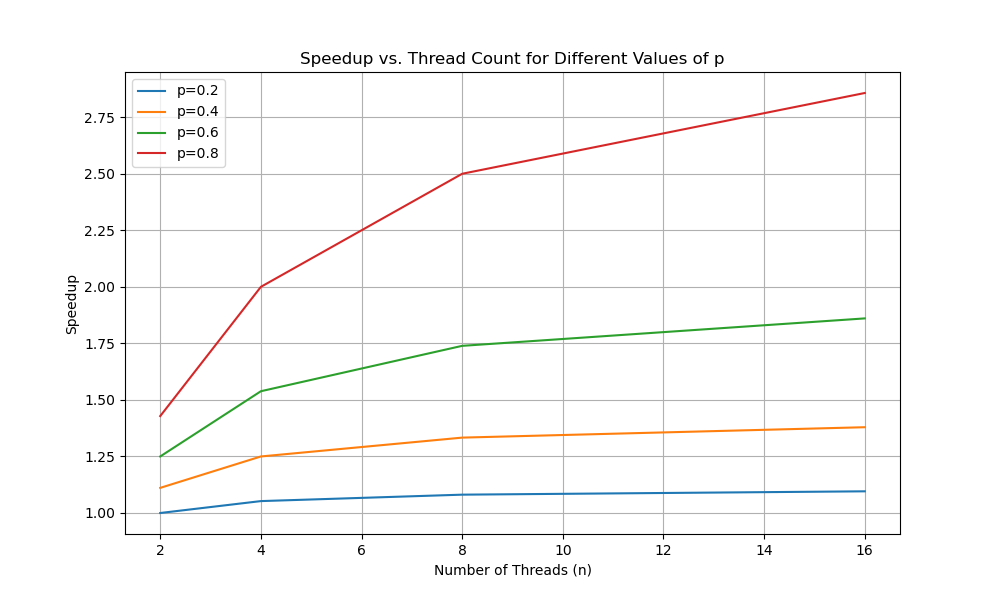 Speedup vs. Thread Count for Different Values of p
p=0.2
p=0.4
p=0.6
p=0.8
2.75
2.50
2.25
2.00
1.75
1.50
1.25
1.00
Speedup
2 4 6 8 10 12 14 16
Number of Threads (n)